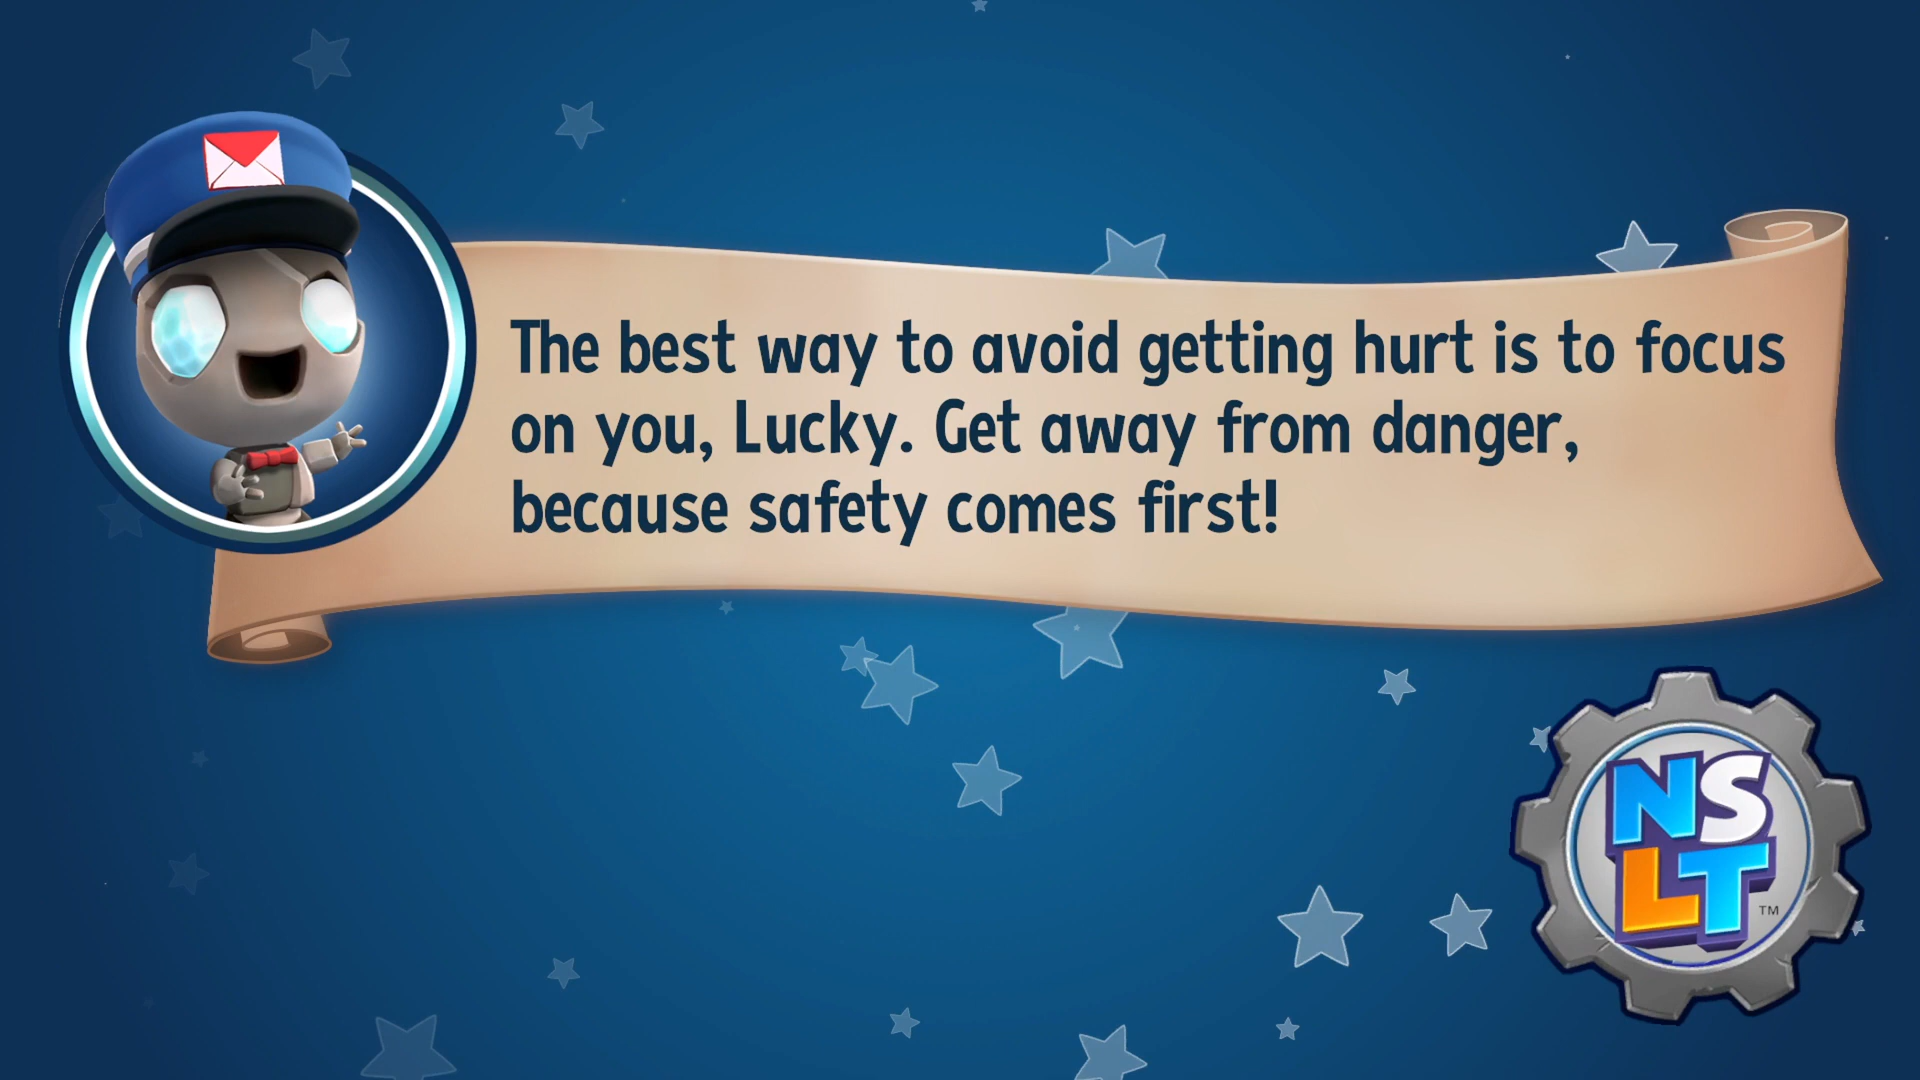 The best way to avoid getting hurt is to focus
on you, Lucky. Get away from danger,
because safety comes first!
NS
LT
TM